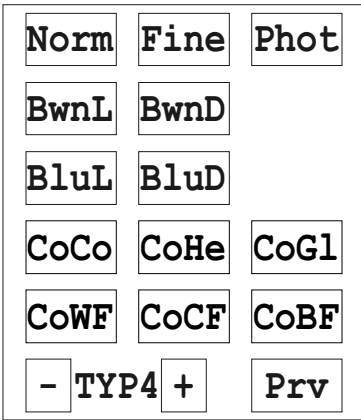 Norm Fine Phot
BwnL BwnD
BluL BluD
CoCo CoHe CoGl
CoWF CoCF CoBF
- TYP4 + Prv